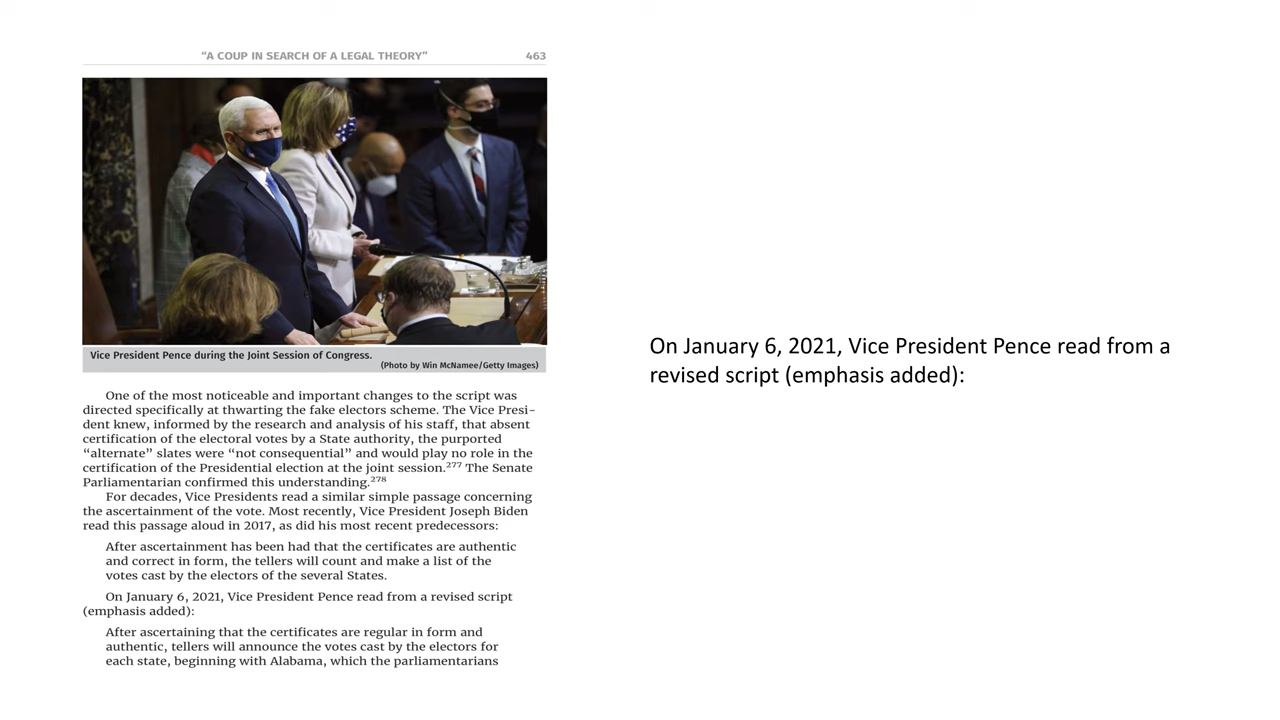 “A COUP IN SEARCH OF A LEGAL THEORY” 463
Vice President Pence during the Joint Session of Congress.
(Photo by Win McNamee/Getty Images)
One of the most noticeable and important changes to the script was
directed specifically at thwarting the fake electors scheme. The Vice Presi-
dent knew, informed by the research and analysis of his staff, that absent
certification of the electoral votes by a State authority, the purported
“alternate” slates were “not consequential” and would play no role in the
certification of the Presidential election at the joint session.²⁷⁷ The Senate
Parliamentarian confirmed this understanding.²⁷⁸
For decades, Vice Presidents read a similar simple passage concerning
the ascertainment of the vote. Most recently, Vice President Joseph Biden
read this passage aloud in 2017, as did his most recent predecessors:
After ascertainment has been had that the certificates are authentic
and correct in form, the tellers will count and make a list of the
votes cast by the electors of the several States.
On January 6, 2021, Vice President Pence read from a revised script
(emphasis added):
After ascertaining that the certificates are regular in form and
authentic, tellers will announce the votes cast by the electors for
each state, beginning with Alabama, which the parliamentarians
On January 6, 2021, Vice President Pence read from a
revised script (emphasis added):